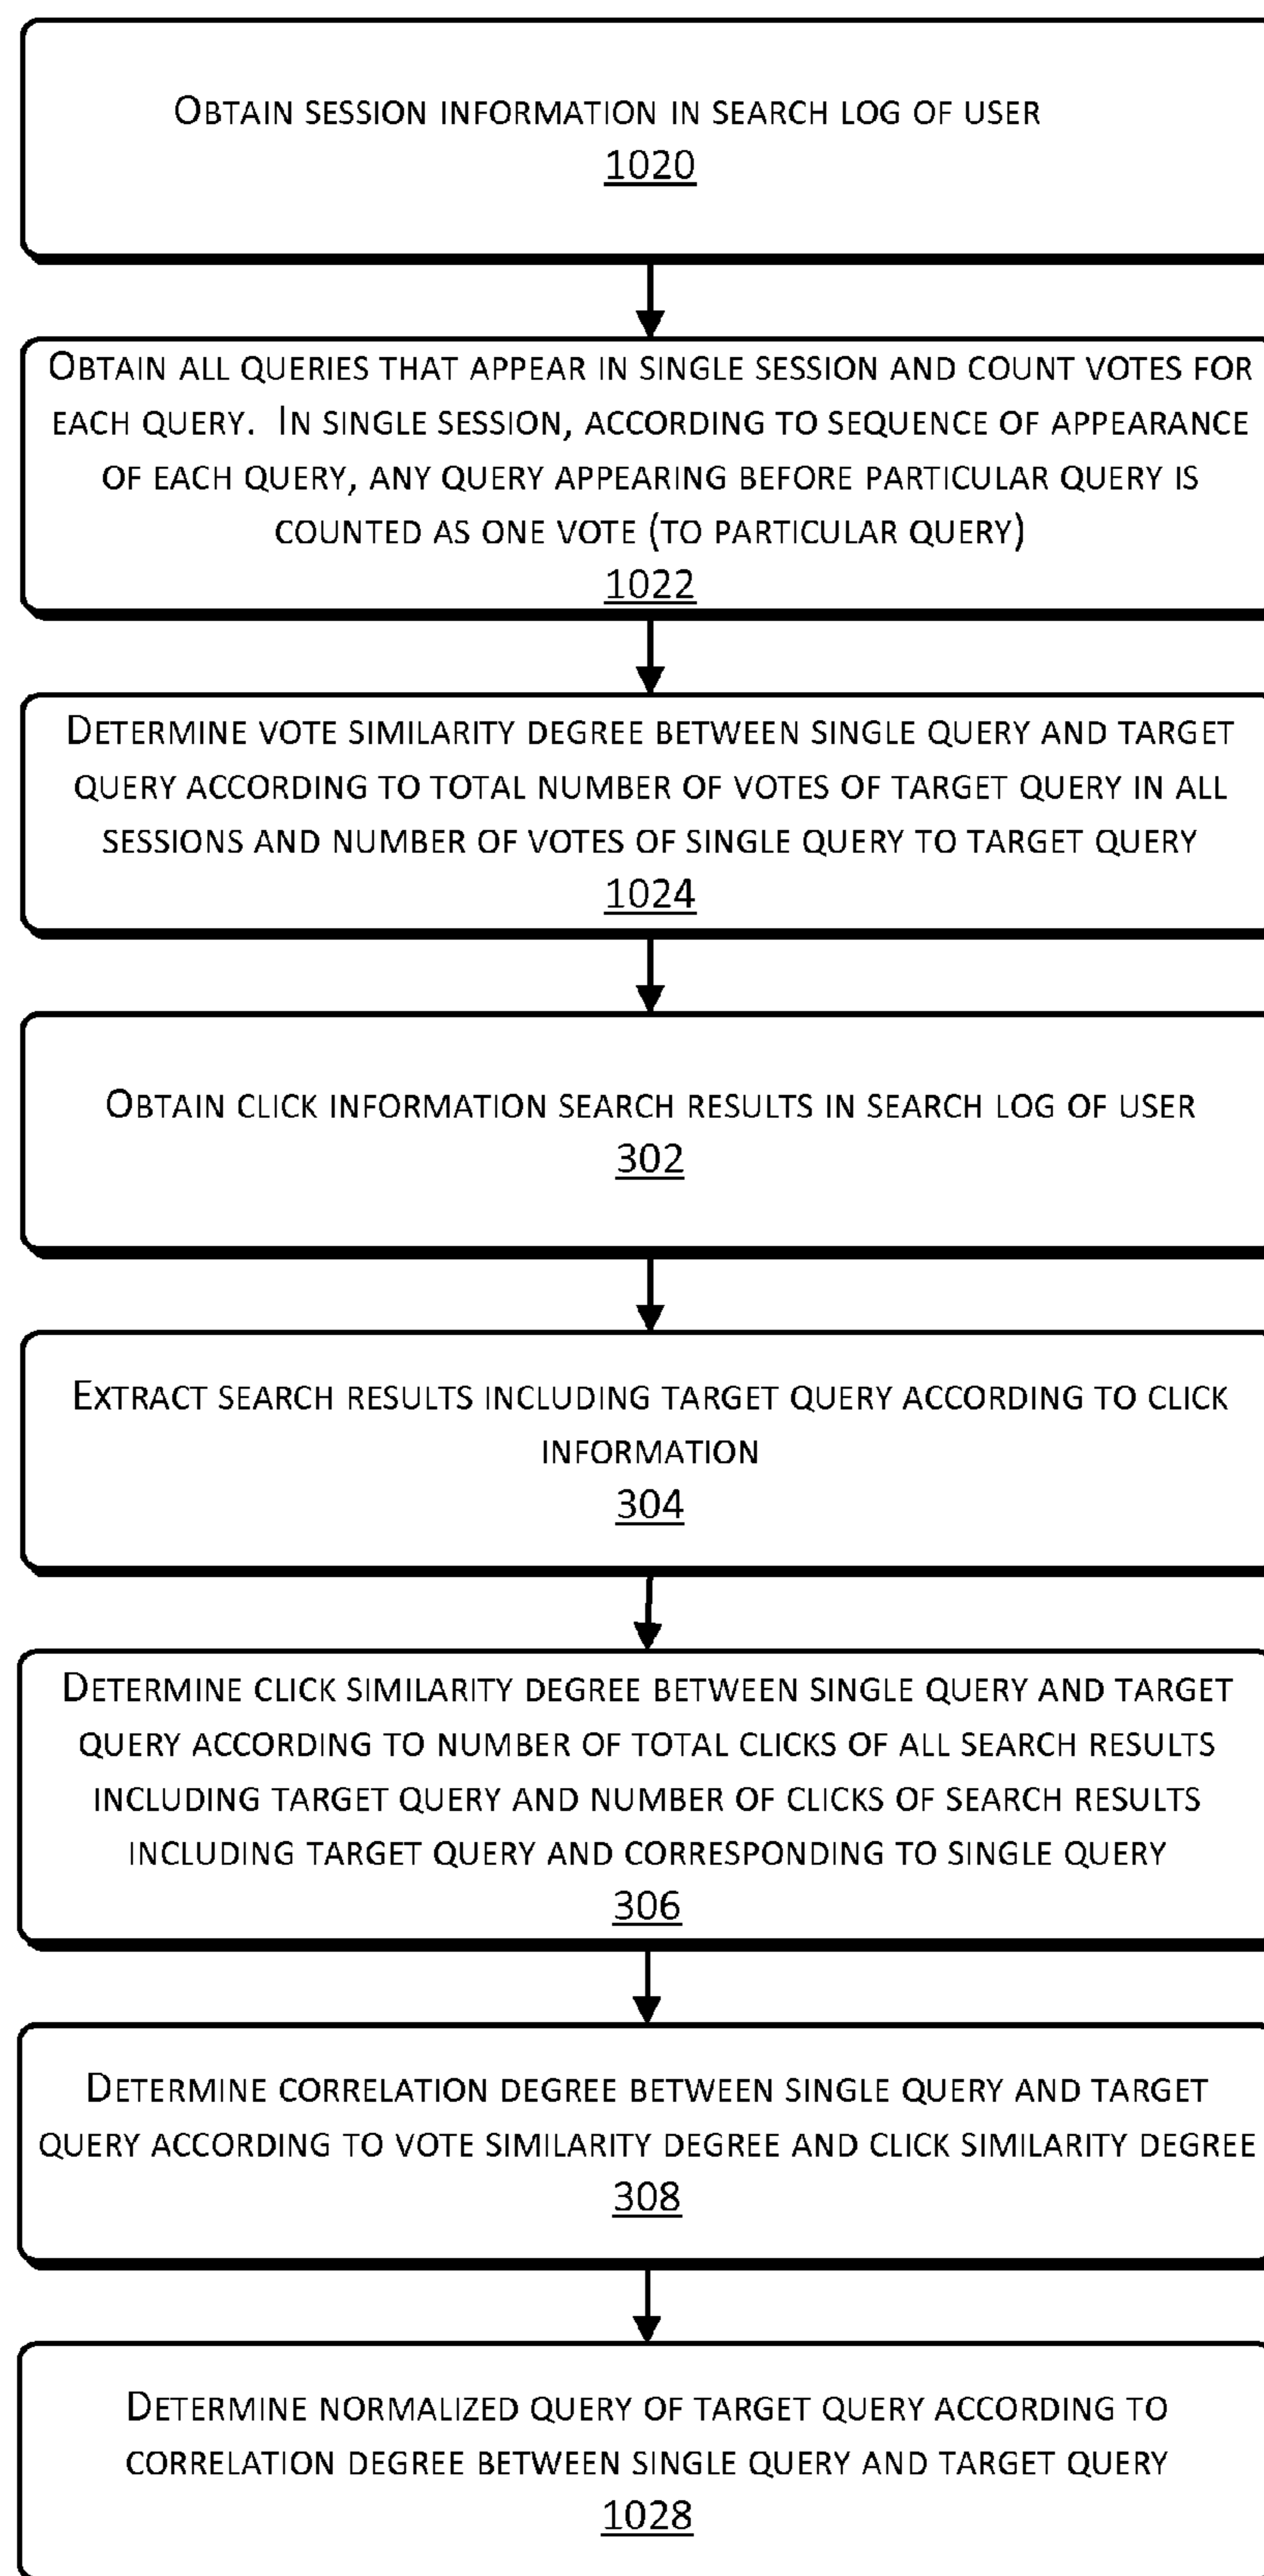 OBTAIN SESSION INFORMATION IN SEARCH LOG OF USER
1020
OBTAIN ALL QUERIES THAT APPEAR IN SINGLE SESSION AND COUNT VOTES FOR
EACH QUERY. IN SINGLE SESSION, ACCORDING TO SEQUENCE OF APPEARANCE
OF EACH QUERY, ANY QUERY APPEARING BEFORE PARTICULAR QUERY IS
COUNTED AS ONE VOTE (TO PARTICULAR QUERY)
1022
DETERMINE VOTE SIMILARITY DEGREE BETWEEN SINGLE QUERY AND TARGET
QUERY ACCORDING TO TOTAL NUMBER OF VOTES OF TARGET QUERY IN ALL
SESSIONS AND NUMBER OF VOTES OF SINGLE QUERY TO TARGET QUERY
1024
OBTAIN CLICK INFORMATION SEARCH RESULTS IN SEARCH LOG OF USER
302
EXTRACT SEARCH RESULTS INCLUDING TARGET QUERY ACCORDING TO CLICK
INFORMATION
304
DETERMINE CLICK SIMILARITY DEGREE BETWEEN SINGLE QUERY AND TARGET
QUERY ACCORDING TO NUMBER OF TOTAL CLICKS OF ALL SEARCH RESULTS
INCLUDING TARGET QUERY AND NUMBER OF CLICKS OF SEARCH RESULTS
INCLUDING TARGET QUERY AND CORRESPONDING TO SINGLE QUERY
306
DETERMINE CORRELATION DEGREE BETWEEN SINGLE QUERY AND TARGET
QUERY ACCORDING TO VOTE SIMILARITY DEGREE AND CLICK SIMILARITY DEGREE
308
DETERMINE NORMALIZED QUERY OF TARGET QUERY ACCORDING TO
CORRELATION DEGREE BETWEEN SINGLE QUERY AND TARGET QUERY
1028